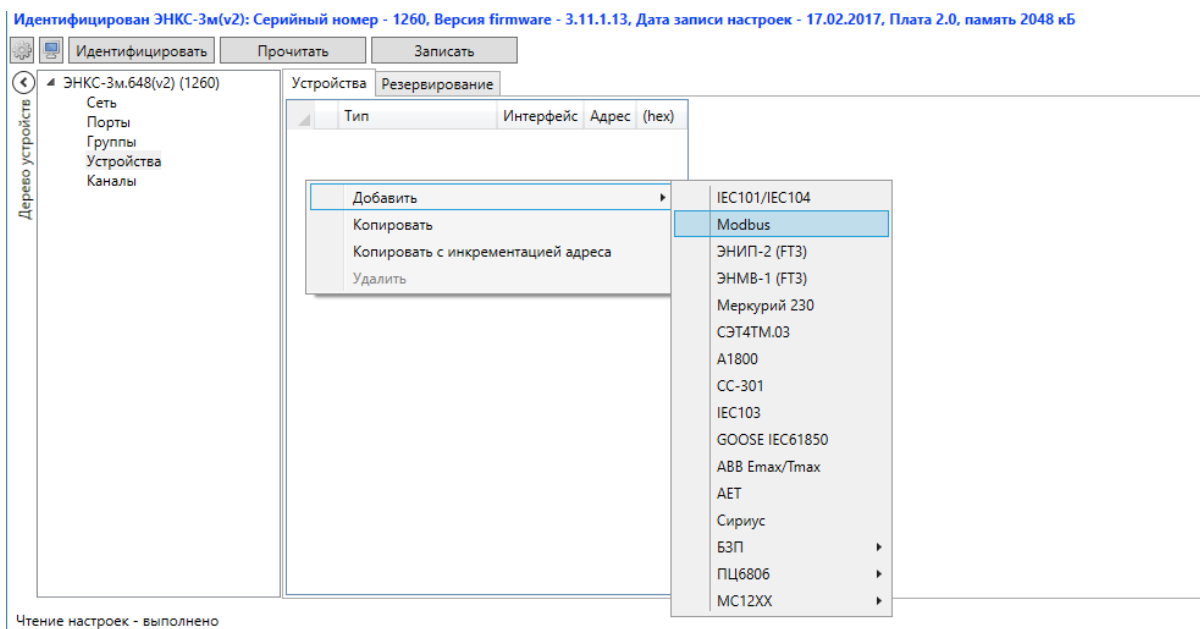 Идентифицирован ЭНКС-3м(v2): Серийный номер - 1260, Версия firmware - 3.11.1.13, Дата записи настроек - 17.02.2017, Плата 2.0, память 2048 кБ
Идентифицировать Прочитать Записать
Дерево устройств
ЭНКС-3м.648(v2) (1260)
Сеть
Порты
Группы
Устройства
Каналы
Устройства Резервирование
Тип Интерфейс Адрес (hex)
Добавить
Копировать
Копировать с инкрементацией адреса
Удалить
IEC101/IEC104
Modbus
ЭНИП-2 (FT3)
ЭНМВ-1 (FT3)
Меркурий 230
СЭТ4ТМ.03
A1800
СС-301
IEC103
GOOSE IEC61850
ABB Emax/Tmax
АЕТ
Сириус
БЗП
ПЦ6806
МС12ХХ
Чтение настроек - выполнено